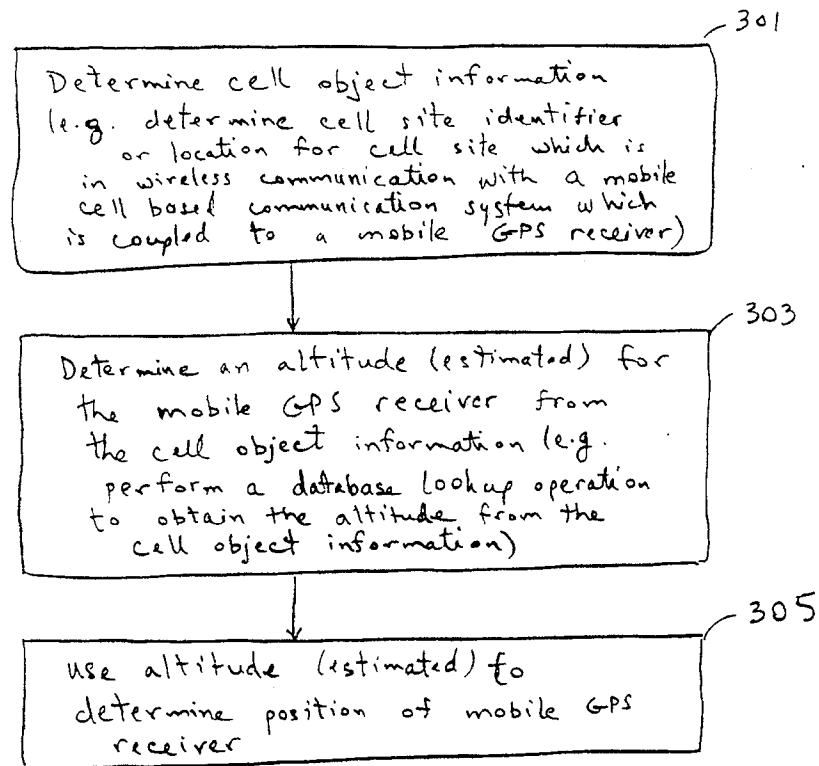 301
Determine cell object information
(e.g. determine cell site identifier
or location for cell site which is
in wireless communication with a mobile
cell based communication system which
is coupled to a mobile GPS receiver)
303
Determine an altitude (estimated) for
the mobile GPS receiver from
the cell object information (e.g.
perform a database lookup operation
to obtain the altitude from the
cell object information)
305
use altitude (estimated) to
determine position of mobile GPS
receiver